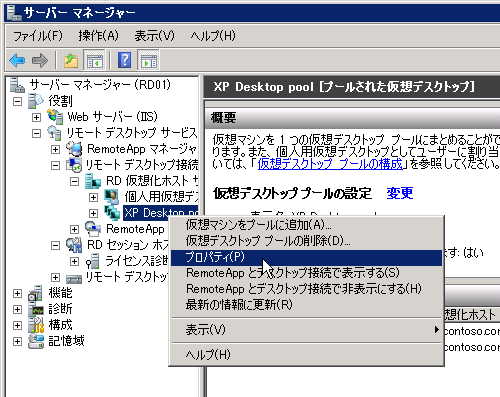 サーバー マネージャー
ファイル(F) 操作(A) 表示(V) ヘルプ(H)
サーバー マネージャー (RD01)
役割
Web サーバー (IIS)
リモート デスクトップ サービス
RemoteApp マネージャ
リモート デスクトップ接続
RD 仮想化ホスト サ
個人用仮想デス
XP Desktop po
RemoteApp
RD セッション ホス
ライセンス診断
リモート デスクトッ
機能
診断
構成
記憶域
XP Desktop pool [プールされた仮想デスクトップ]
概要
仮想マシンを 1 つの仮想デスクトップ プールにまとめることがで
ります。また、個人用仮想デスクトップとしてユーザーに割り当
いては、「仮想デスクトップ プールの構成」を参照してください。
仮想デスクトップ プールの設定 変更
仮想マシンをプールに追加(A)...
仮想デスクトップ プールの削除(D)...
プロパティ(P)
RemoteApp とデスクトップ接続で表示する(S)
RemoteApp とデスクトップ接続で非表示にする(H)
最新の情報に更新(R)
表示(V)
ヘルプ(H)
ます: はい
想化ホスト
contoso.cor
contoso.cor